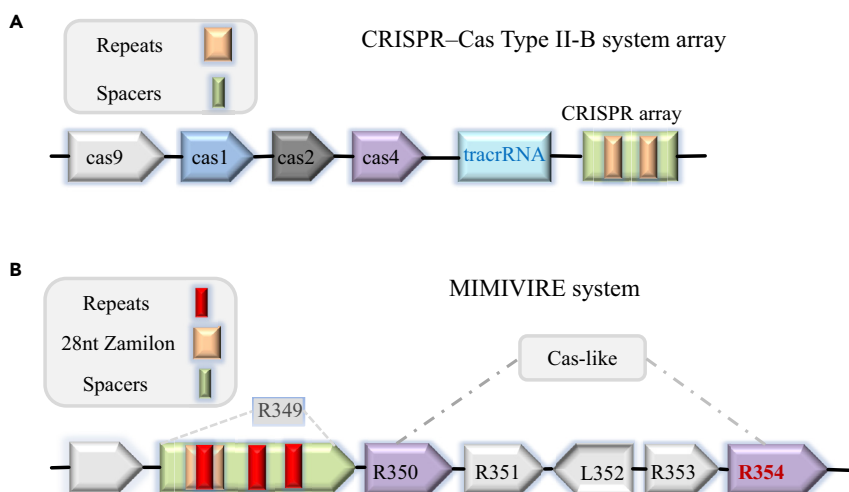 A
CRISPR–Cas Type II-B system array
Repeats
Spacers
CRISPR array
cas9
cas1
cas2
cas4
tracrRNA
B
MIMIVIRE system
Repeats
28nt Zamilon
Spacers
Cas-like
R349
R350
R351
L352
R353
R354